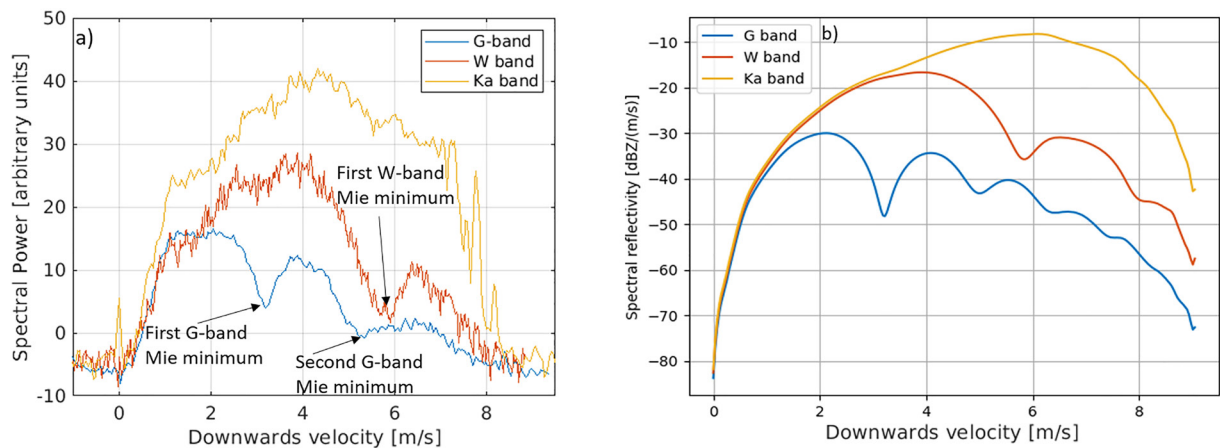 a)
G-band
W band
Ka band
Spectral Power [arbitrary units]
50
40
30
20
10
0
-10
First W-band
Mie minimum
First G-band
Mie minimum
Second G-band
Mie minimum
0 2 4 6 8
Downwards velocity [m/s]
b)
G band
W band
Ka band
Spectral reflectivity [dBZ/(m/s)]
−10
−20
−30
−40
−50
−60
−70
−80
0 2 4 6 8
Downwards velocity [m/s]